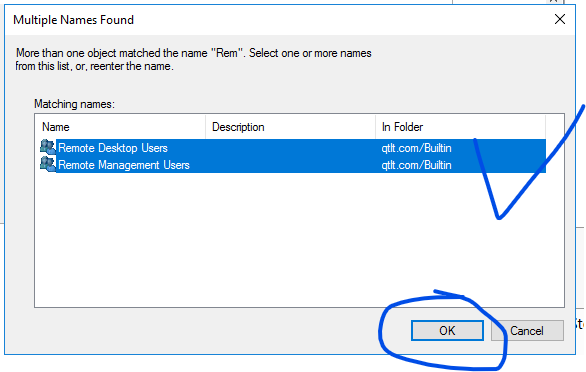 Multiple Names Found
More than one object matched the name "Rem". Select one or more names
from this list, or, reenter the name.
Matching names:
Name Description In Folder
Remote Desktop Users qtlt.com/Builtin
Remote Management Users qtlt.com/Builtin
OK Cancel